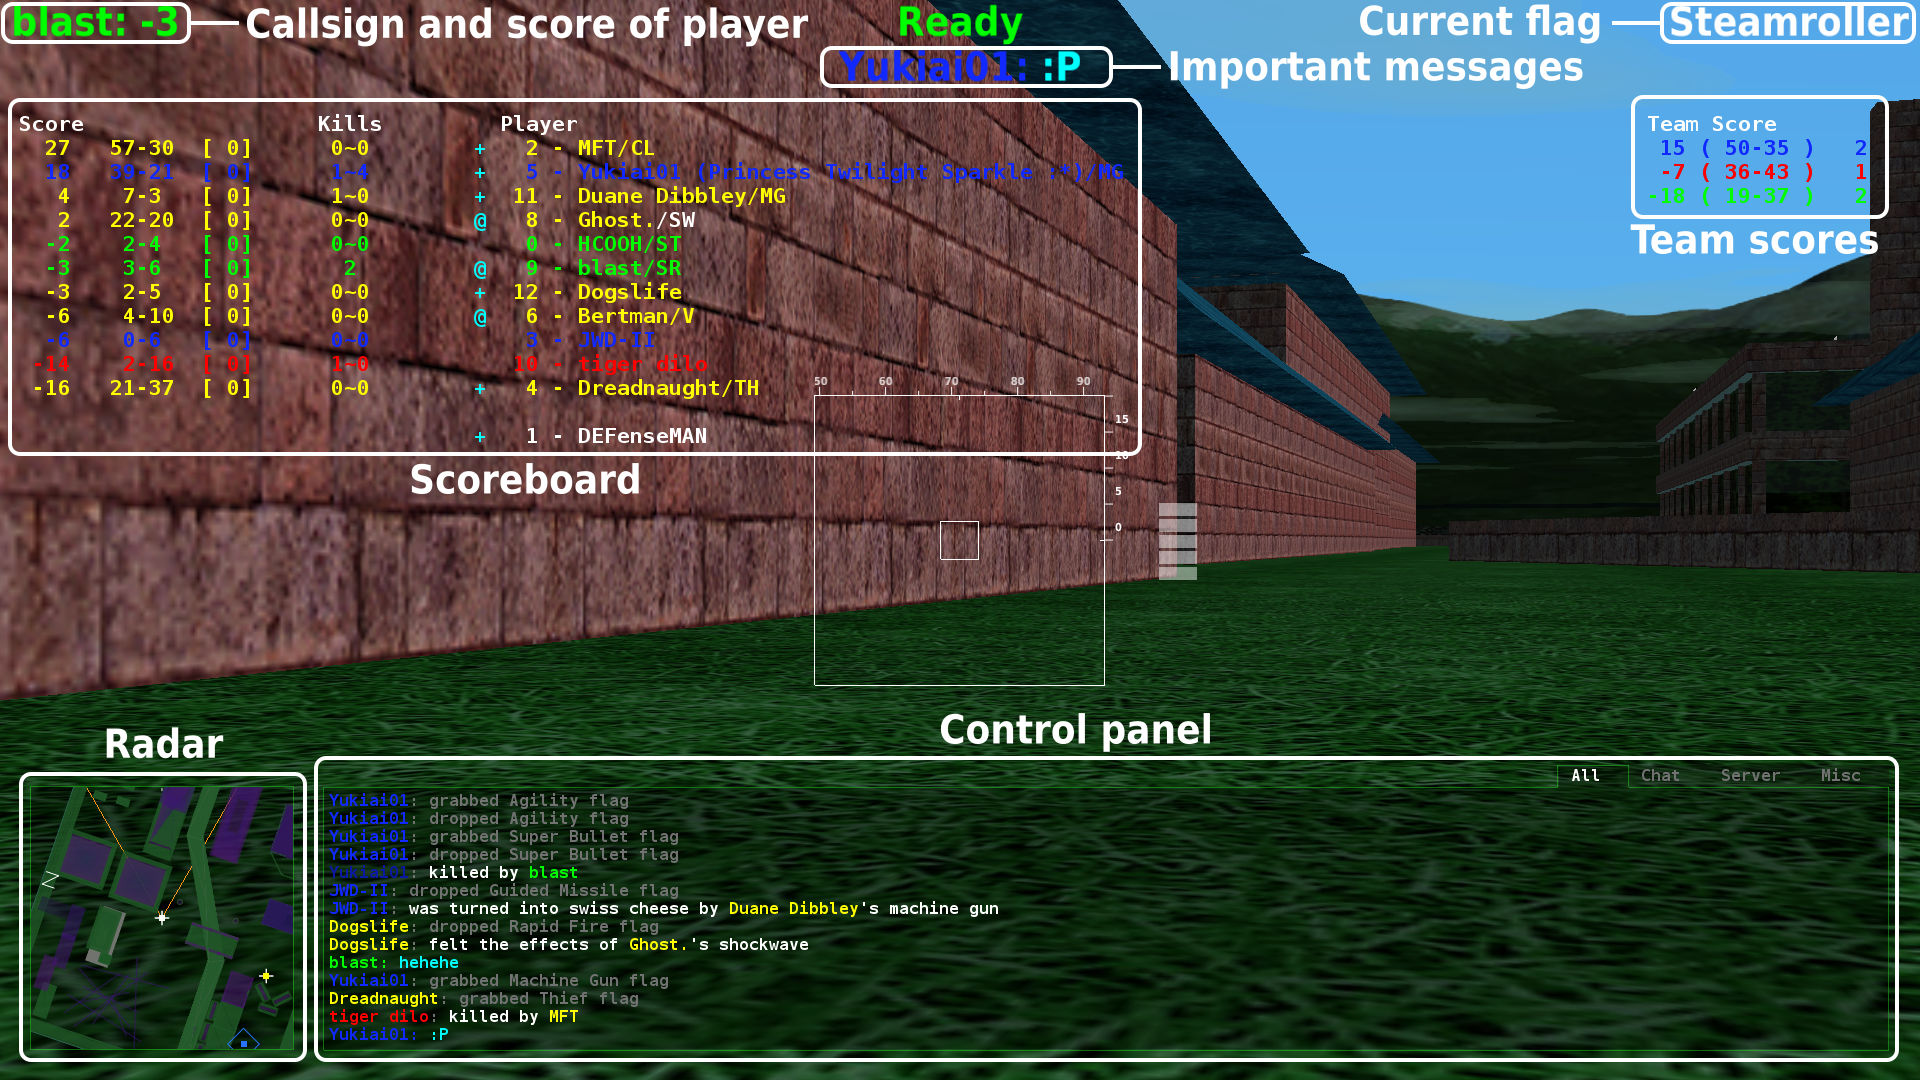 blast: -3 Callsign and score of player Ready Current flag Steamroller
Yukiai01: :P Important messages
Score Kills Player
27 57-30 [ 0] 0~0 + 2 - MFT/CL
18 39-21 [ 0] 1~4 + 5 - Yukiai01 (Princess Twilight Sparkle :*)/MG
4 7-3 [ 0] 1~0 + 11 - Duane Dibbley/MG
2 22-20 [ 0] 0~0 @ 8 - Ghost./SW
-2 2-4 [ 0] 0~0 0 - HCOOH/ST
-3 3-6 [ 0] 2 @ 9 - blast/SR
-3 2-5 [ 0] 0~0 + 12 - Dogslife
-6 4-10 [ 0] 0~0 @ 6 - Bertman/V
-6 0-6 [ 0] 0~0 3 - JWD-II
-14 2-16 [ 0] 1~0 10 - tiger dilo
-16 21-37 [ 0] 0~0 + 4 - Dreadnaught/TH
+ 1 - DEFenseMAN
Scoreboard
Team Score
15 ( 50-35 ) 2
-7 ( 36-43 ) 1
-18 ( 19-37 ) 2
Team scores
50 60 70 80 90
15
10
5
0
Radar
N
Control panel
All Chat Server Misc
Yukiai01: grabbed Agility flag
Yukiai01: dropped Agility flag
Yukiai01: grabbed Super Bullet flag
Yukiai01: dropped Super Bullet flag
Yukiai01: killed by blast
JWD-II: dropped Guided Missile flag
JWD-II: was turned into swiss cheese by Duane Dibbley's machine gun
Dogslife: dropped Rapid Fire flag
Dogslife: felt the effects of Ghost.'s shockwave
blast: hehehe
Yukiai01: grabbed Machine Gun flag
Dreadnaught: grabbed Thief flag
tiger dilo: killed by MFT
Yukiai01: :P